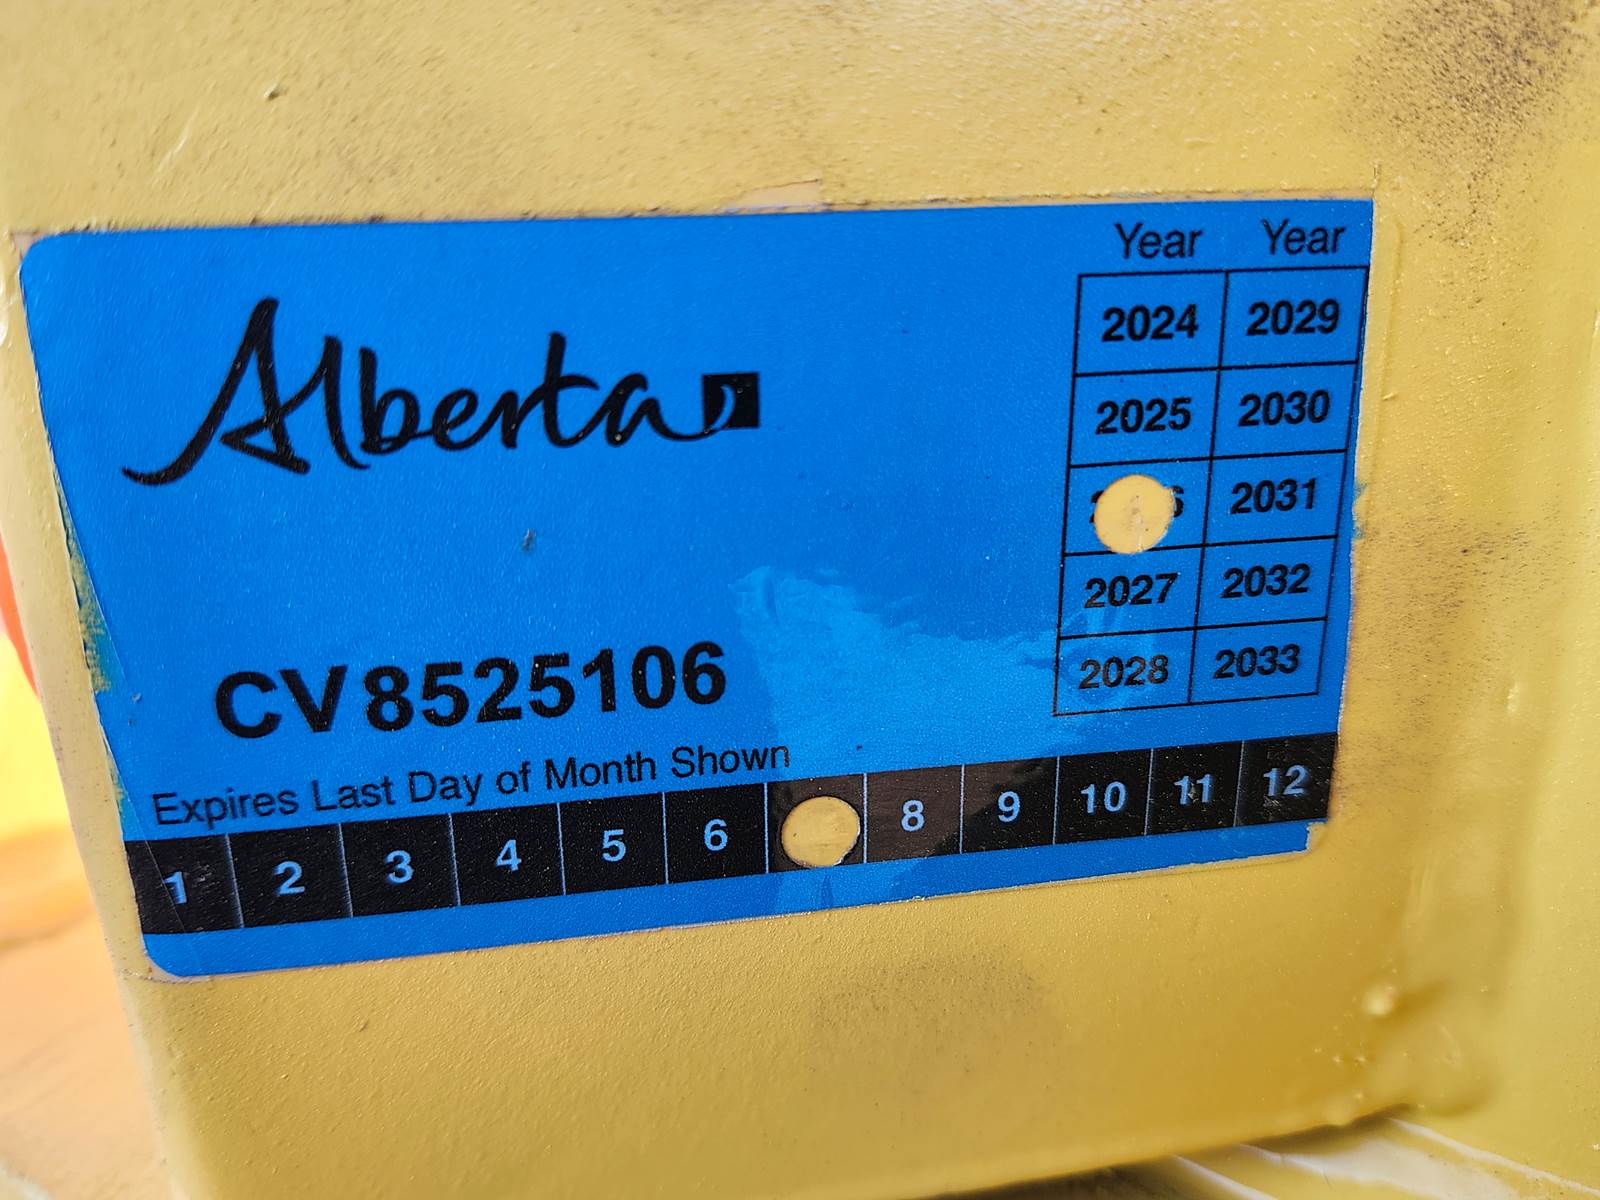 Alberta
Year Year
2024 2029
2025 2030
2031
2027 2032
2028 2033
CV8525106
Expires Last Day of Month Shown
1 2 3 4 5 6 8 9 10 11 12